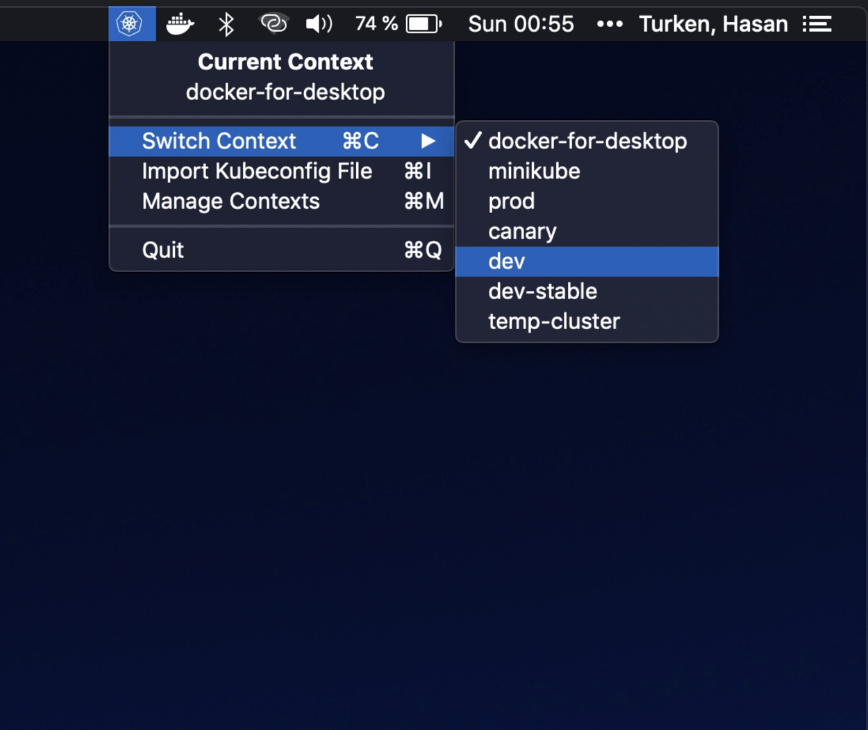 74 % Sun 00:55 ••• Turken, Hasan
Current Context
docker-for-desktop
Switch Context ⌘C ▶
Import Kubeconfig File ⌘I
Manage Contexts ⌘M
Quit ⌘Q
✓ docker-for-desktop
minikube
prod
canary
dev
dev-stable
temp-cluster